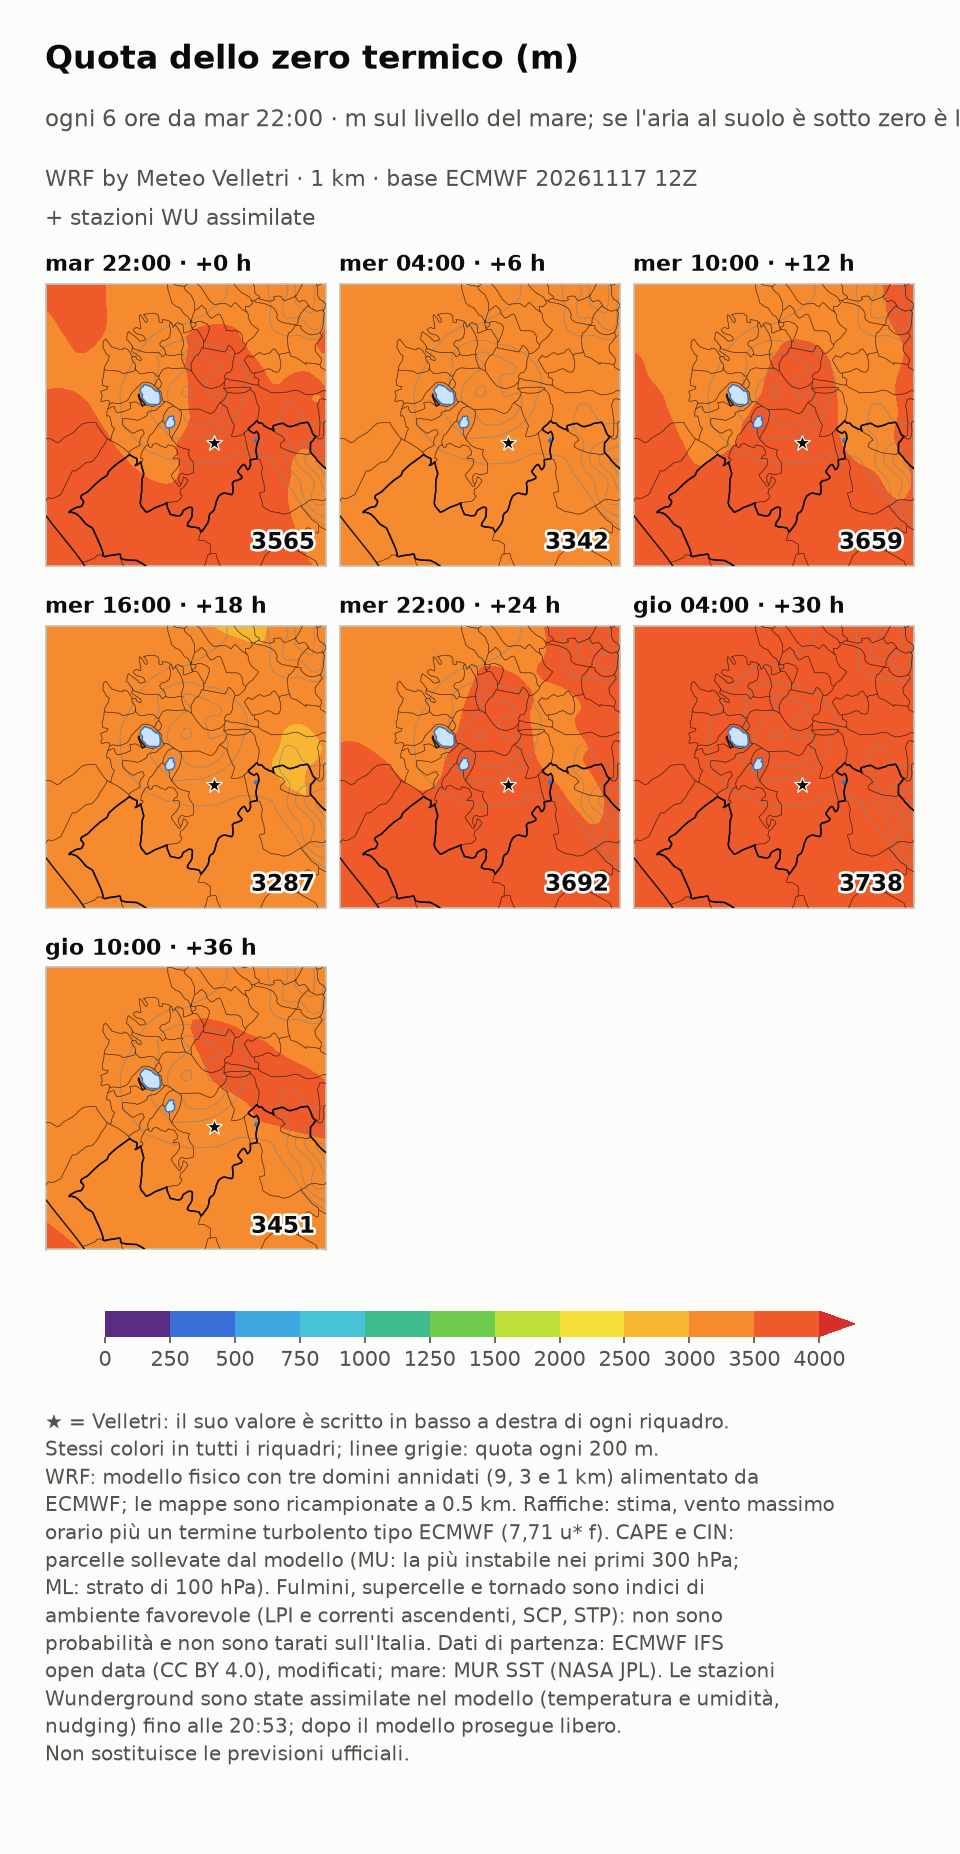 Quota dello zero termico (m)
ogni 6 ore da mar 22:00 · m sul livello del mare; se l'aria al suolo è sotto zero è
WRF by Meteo Velletri · 1 km · base ECMWF 20261117 12Z
+ stazioni WU assimilate
mar 22:00 · +0 h
mer 04:00 · +6 h
mer 10:00 · +12 h
3565
3342
3659
mer 16:00 · +18 h
mer 22:00 · +24 h
gio 04:00 · +30 h
3287
3692
3738
gio 10:00 · +36 h
3451
0 250 500 750 1000 1250 1500 2000 2500 3000 3500 4000
★ = Velletri: il suo valore è scritto in basso a destra di ogni riquadro.
Stessi colori in tutti i riquadri; linee grigie: quota ogni 200 m.
WRF: modello fisico con tre domini annidati (9, 3 e 1 km) alimentato da
ECMWF; le mappe sono ricampionate a 0.5 km. Raffiche: stima, vento massimo
orario più un termine turbolento tipo ECMWF (7,71 u* f). CAPE e CIN:
parcelle sollevate dal modello (MU: la più instabile nei primi 300 hPa;
ML: strato di 100 hPa). Fulmini, supercelle e tornado sono indici di
ambiente favorevole (LPI e correnti ascendenti, SCP, STP): non sono
probabilità e non sono tarati sull'Italia. Dati di partenza: ECMWF IFS
open data (CC BY 4.0), modificati; mare: MUR SST (NASA JPL). Le stazioni
Wunderground sono state assimilate nel modello (temperatura e umidità,
nudging) fino alle 20:53; dopo il modello prosegue libero.
Non sostituisce le previsioni ufficiali.